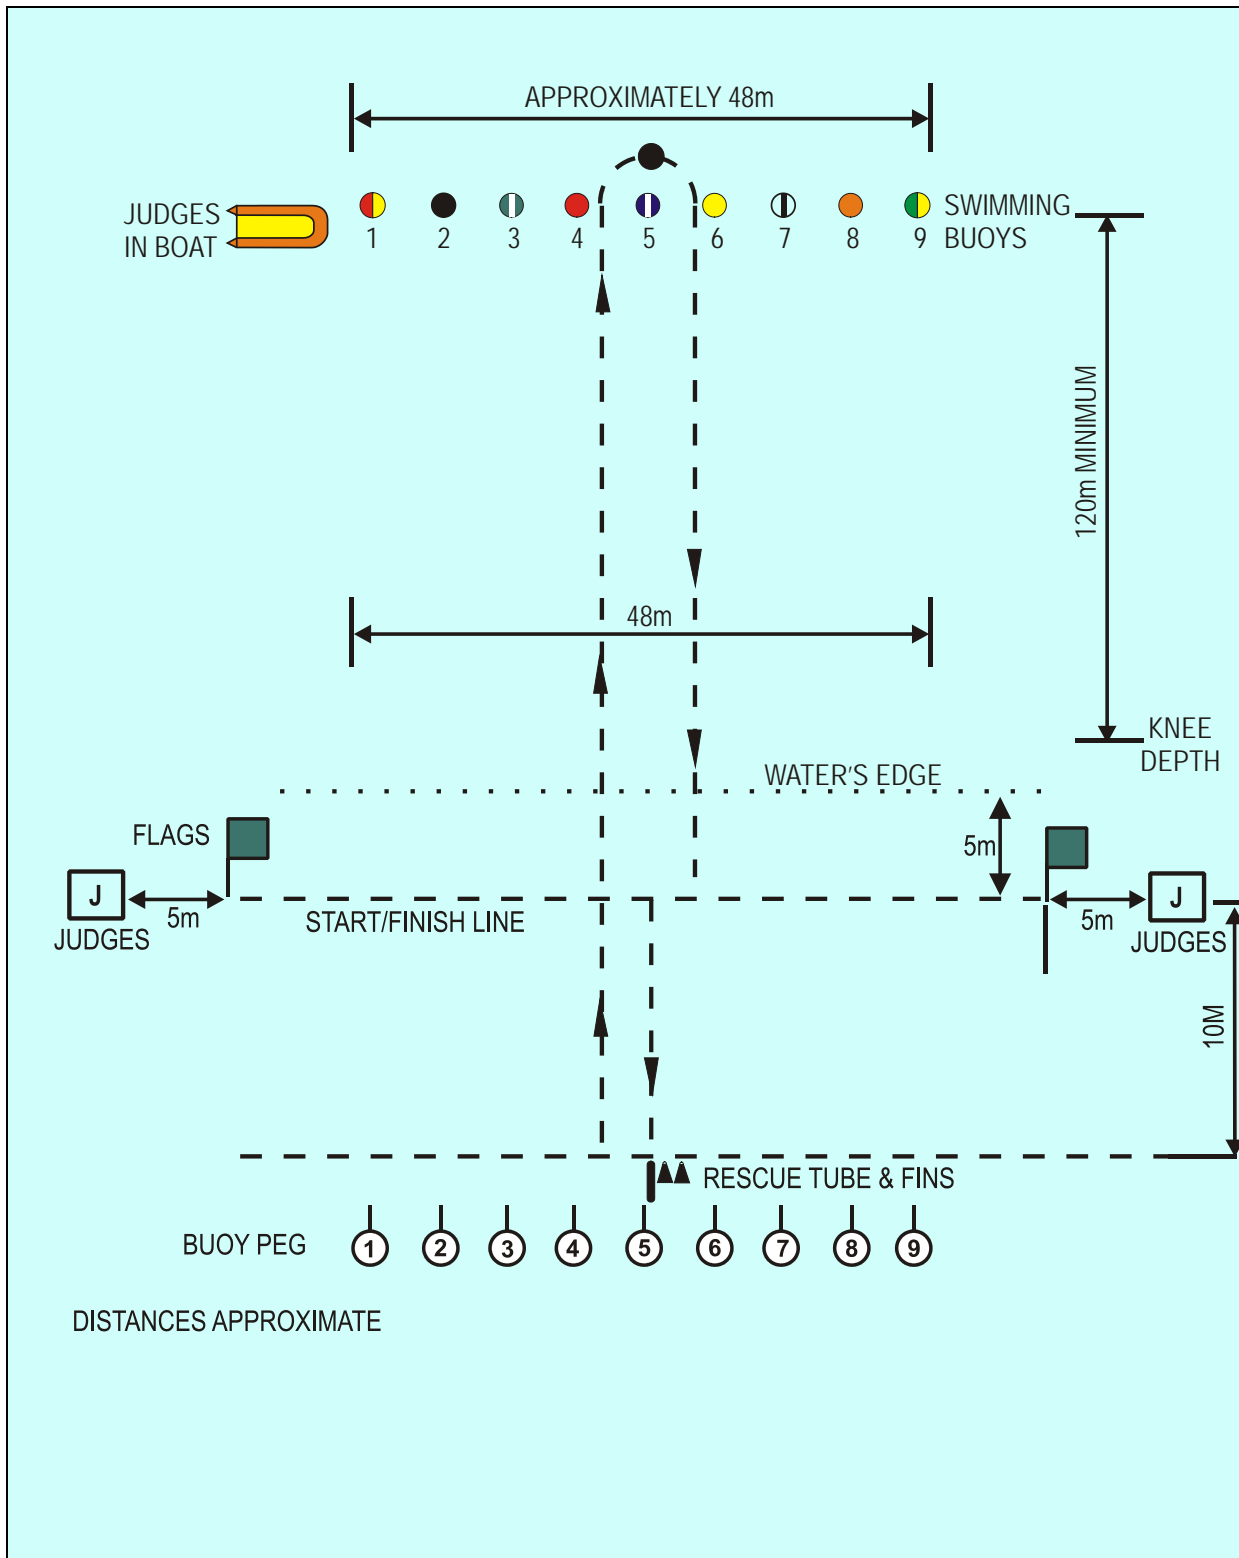 APPROXIMATELY 48m
JUDGES
IN BOAT
1 2 3 4 5 6 7 8 9
SWIMMING
BUOYS
120m MINIMUM
48m
KNEE
DEPTH
WATER'S EDGE
FLAGS
5m
J
5m
JUDGES
START/FINISH LINE
J
5m
JUDGES
10M
RESCUE TUBE & FINS
BUOY PEG 1 2 3 4 5 6 7 8 9
DISTANCES APPROXIMATE